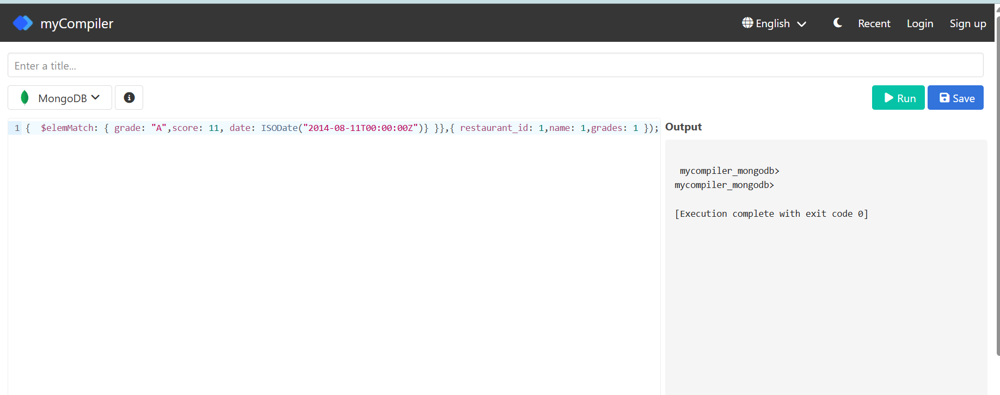 myCompiler
English
Recent
Login
Sign up
Enter a title...
MongoDB
Run
Save
1 {  $elemMatch: { grade: "A",score: 11, date: ISODate("2014-08-11T00:00:00Z")} }},{ restaurant_id: 1,name: 1,grades: 1 });
Output
mycompiler_mongodb>
mycompiler_mongodb>
[Execution complete with exit code 0]